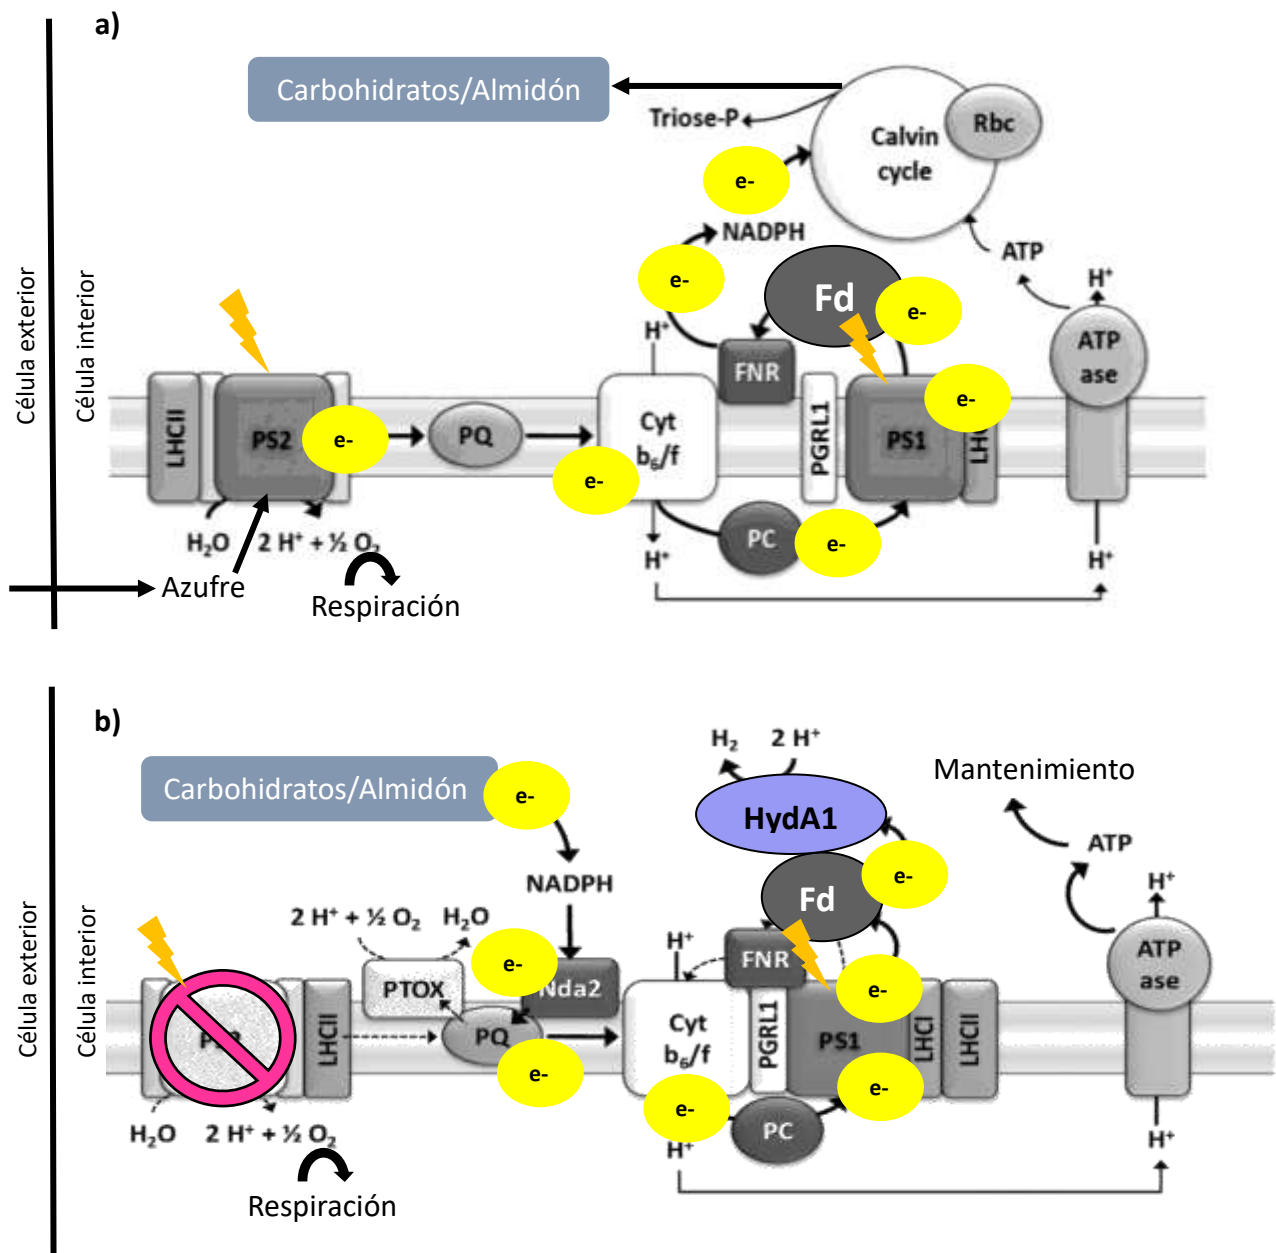 a)
Carbohidratos/Almidón
Triose-P
Calvin
cycle
Rbc
e-
NADPH
ATP
e-
Fd
e-
H⁺
H⁺
FNR
ATP
ase
Célula exterior
Célula interior
LHCII
PS2
e-
PQ
Cyt
b₆/f
e-
PGRL1
PS1
e-
H₂O
2 H⁺ + ½ O₂
H⁺
PC
e-
H⁺
Azufre
Respiración
b)
Carbohidratos/Almidón
e-
H₂
2 H⁺
Mantenimiento
HydA1
ATP
NADPH
e-
Fd
H⁺
2 H⁺ + ½ O₂
H₂O
H⁺
e-
FNR
ATP
ase
Célula exterior
Célula interior
PTOX
Nda2
e-
LHCII
PQ
Cyt
b₆/f
PGRL1
PS1
LHCI
LHCII
e-
e-
e-
H₂O
2 H⁺ + ½ O₂
PC
H⁺
H⁺
Respiración